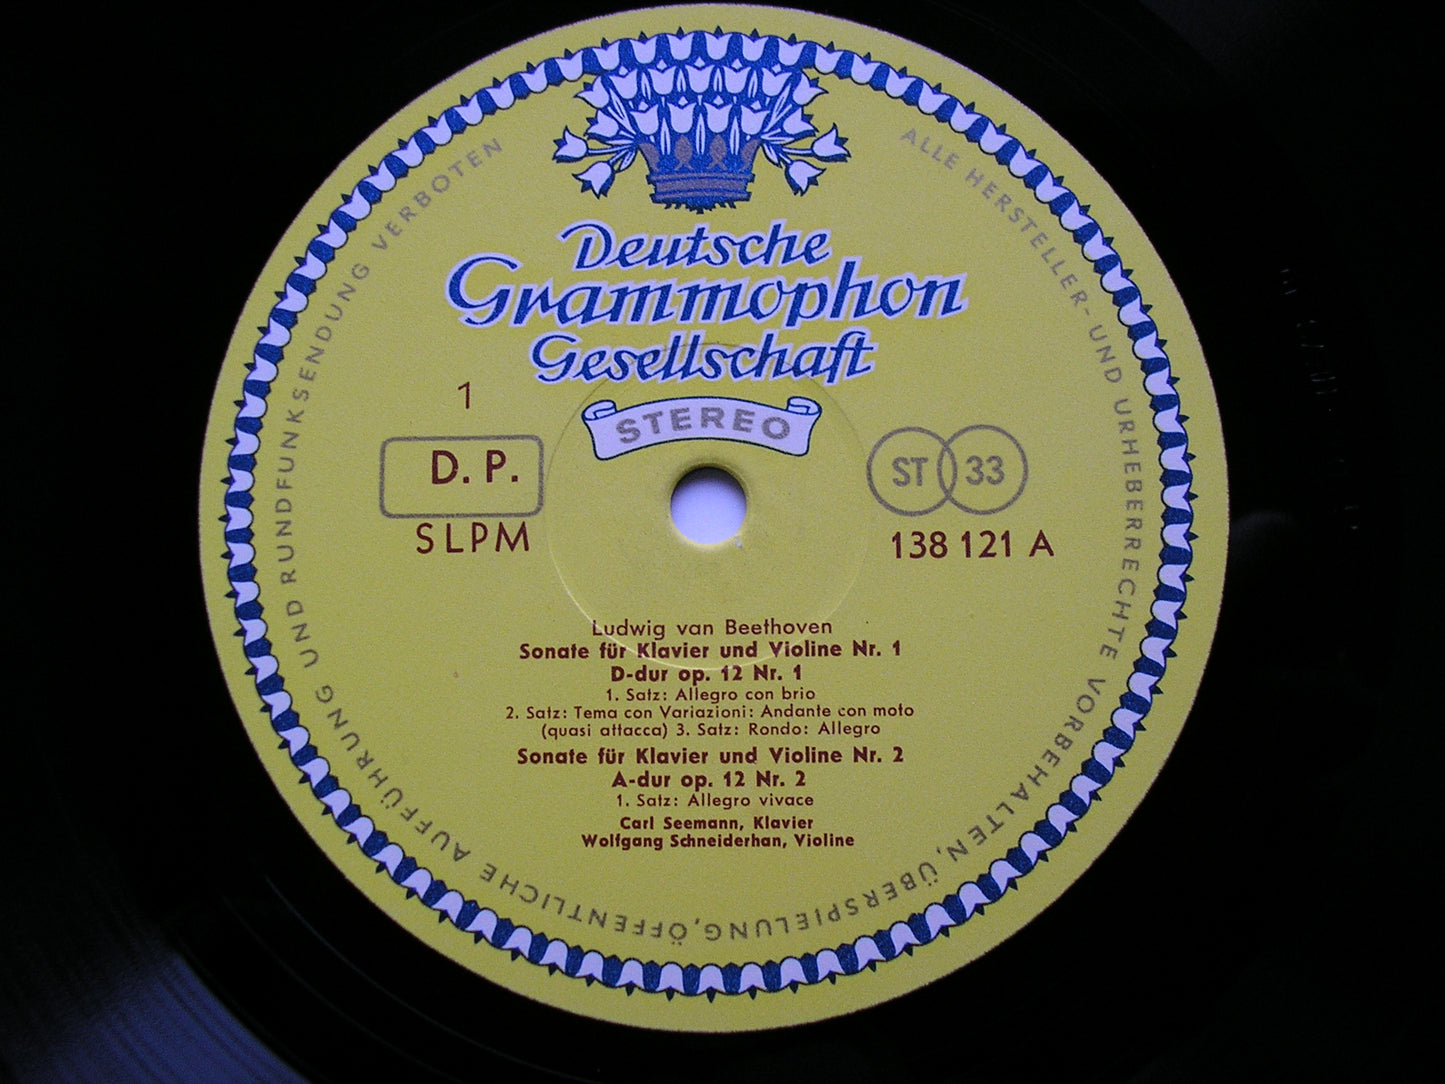 Deutsche
Grammophon
Gesellschaft
STEREO
1
D. P.
SLPM
ST 33
138 121 A
Ludwig van Beethoven
Sonate für Klavier und Violine Nr. 1
D-dur op. 12 Nr. 1
1. Satz: Allegro con brio
2. Satz: Tema con Variazioni: Andante con moto
(quasi attacca) 3. Satz: Rondo: Allegro
Sonate für Klavier und Violine Nr. 2
A-dur op. 12 Nr. 2
1. Satz: Allegro vivace
Carl Seemann, Klavier
Wolfgang Schneiderhan, Violine
ALLE HERSTELLER- UND URHEBERRECHTE VORBEHALTEN, ÜBERSPIELUNG, ÖFFENTLICHE AUFFÜHRUNG UND RUNDFUNKSENDUNG VERBOTEN